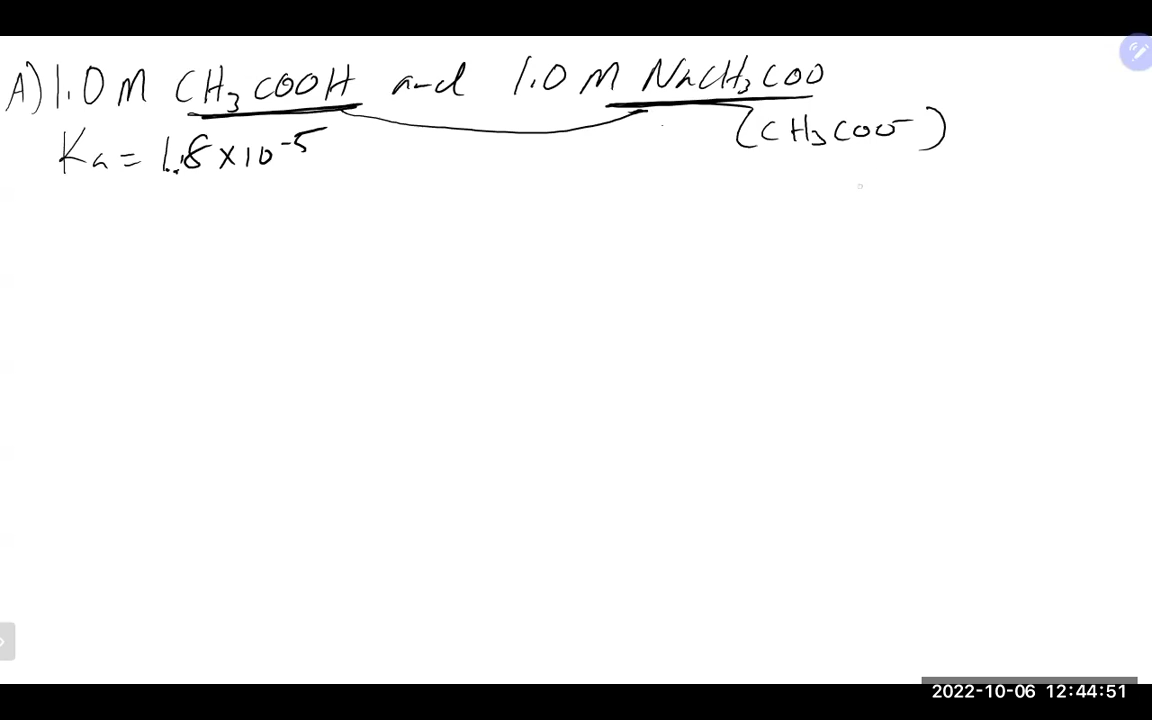 A) 1.0 M CH₃COOH and 1.0 M NaCH₃COO
(CH₃COO⁻)
Ka = 1.8 x 10⁻⁵
2022-10-06 12:44:51